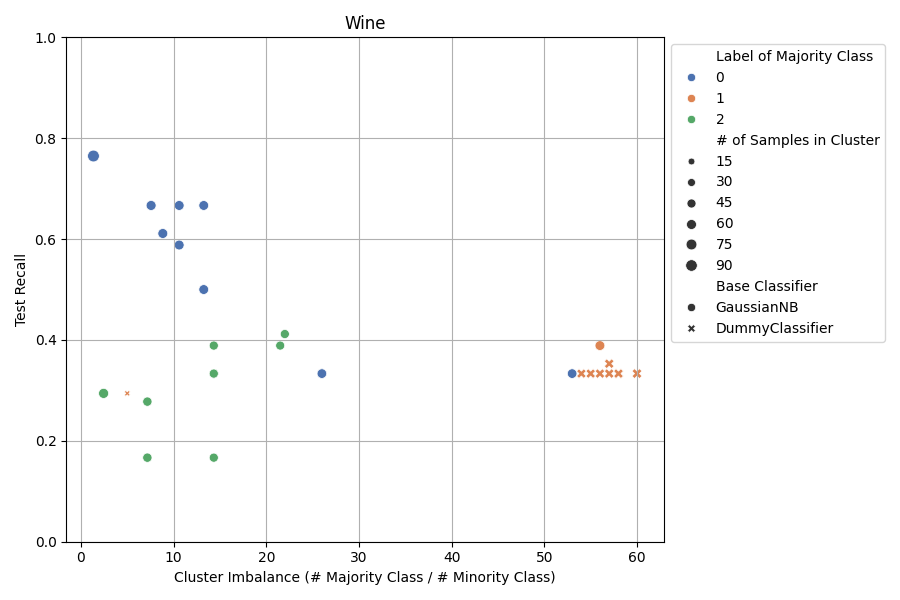 Wine
1.0
0.8
0.6
0.4
0.2
0.0
Test Recall
0 10 20 30 40 50 60
Cluster Imbalance (# Majority Class / # Minority Class)
Label of Majority Class
0
1
2
# of Samples in Cluster
15
30
45
60
75
90
Base Classifier
GaussianNB
DummyClassifier